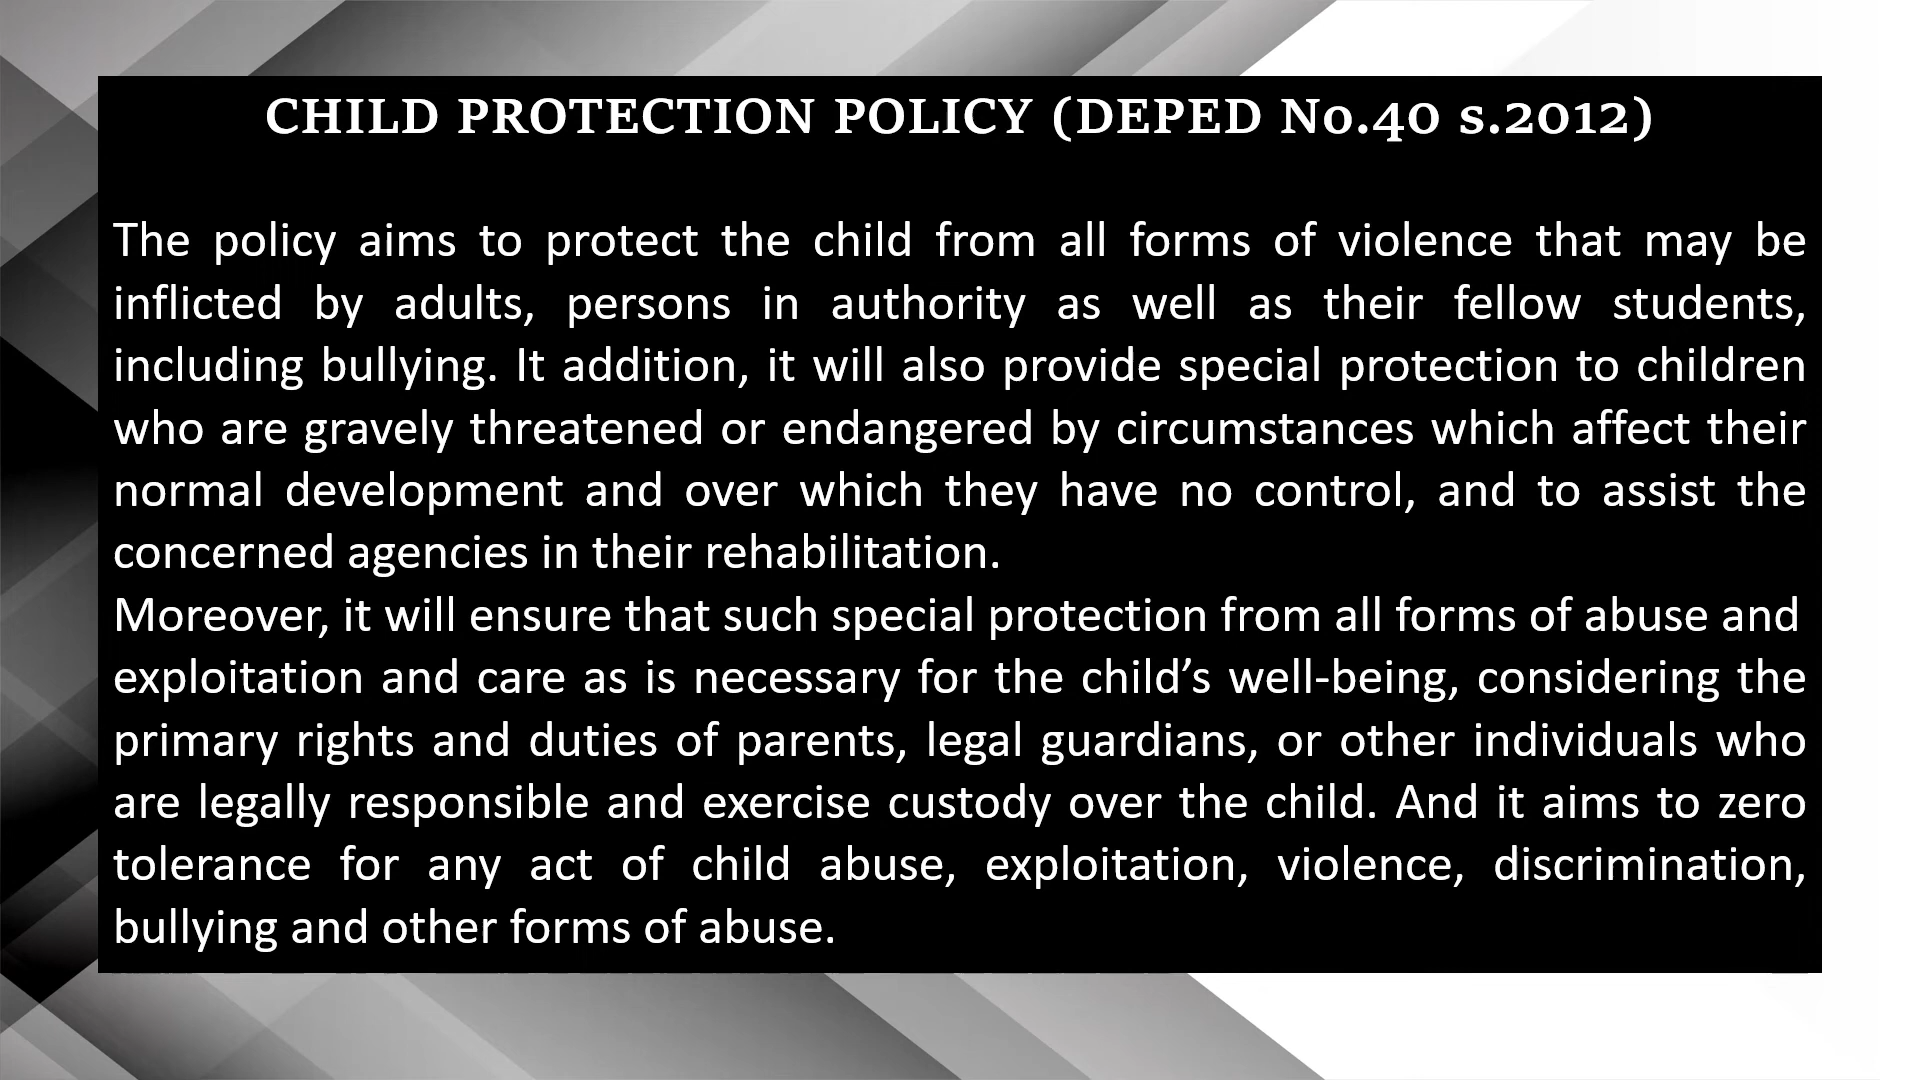 CHILD PROTECTION POLICY (DEPED No.40 s.2012)
The policy aims to protect the child from all forms of violence that may be
inflicted by adults, persons in authority as well as their fellow students,
including bullying. It addition, it will also provide special protection to children
who are gravely threatened or endangered by circumstances which affect their
normal development and over which they have no control, and to assist the
concerned agencies in their rehabilitation.
Moreover, it will ensure that such special protection from all forms of abuse and
exploitation and care as is necessary for the child’s well-being, considering the
primary rights and duties of parents, legal guardians, or other individuals who
are legally responsible and exercise custody over the child. And it aims to zero
tolerance for any act of child abuse, exploitation, violence, discrimination,
bullying and other forms of abuse.